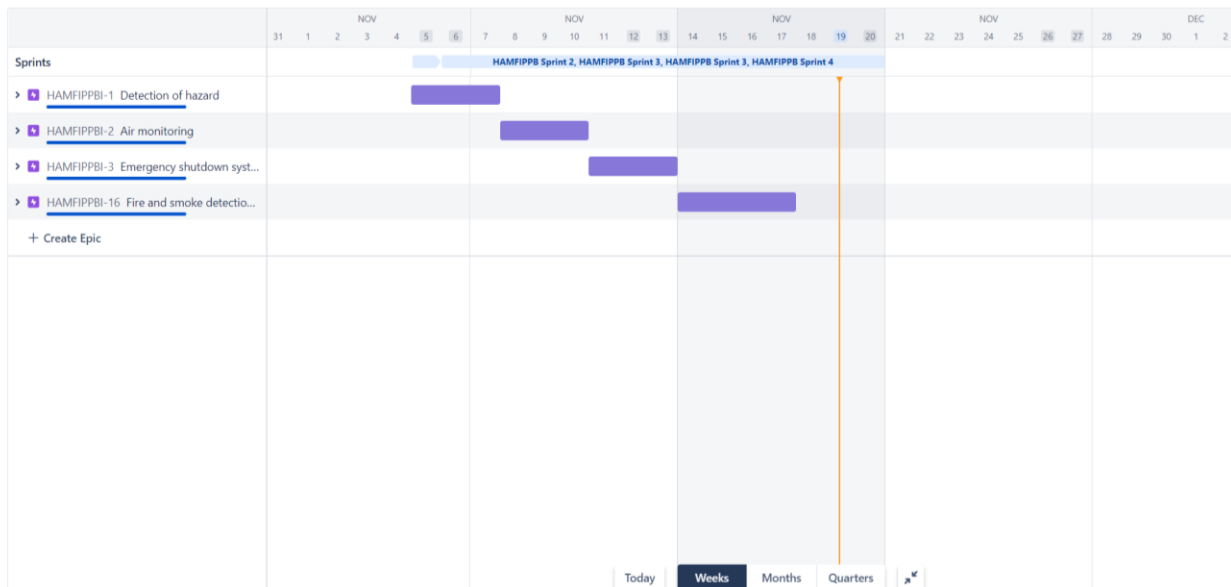 NOV NOV NOV NOV DEC
31 1 2 3 4 5 6 7 8 9 10 11 12 13 14 15 16 17 18 19 20 21 22 23 24 25 26 27 28 29 30 1 2
Sprints HAMFIPPB Sprint 2, HAMFIPPB Sprint 3, HAMFIPPB Sprint 3, HAMFIPPB Sprint 4
HAMFIPPBI-1 Detection of hazard
HAMFIPPBI-2 Air monitoring
HAMFIPPBI-3 Emergency shutdown syst...
HAMFIPPBI-16 Fire and smoke detectio...
+ Create Epic
Today Weeks Months Quarters